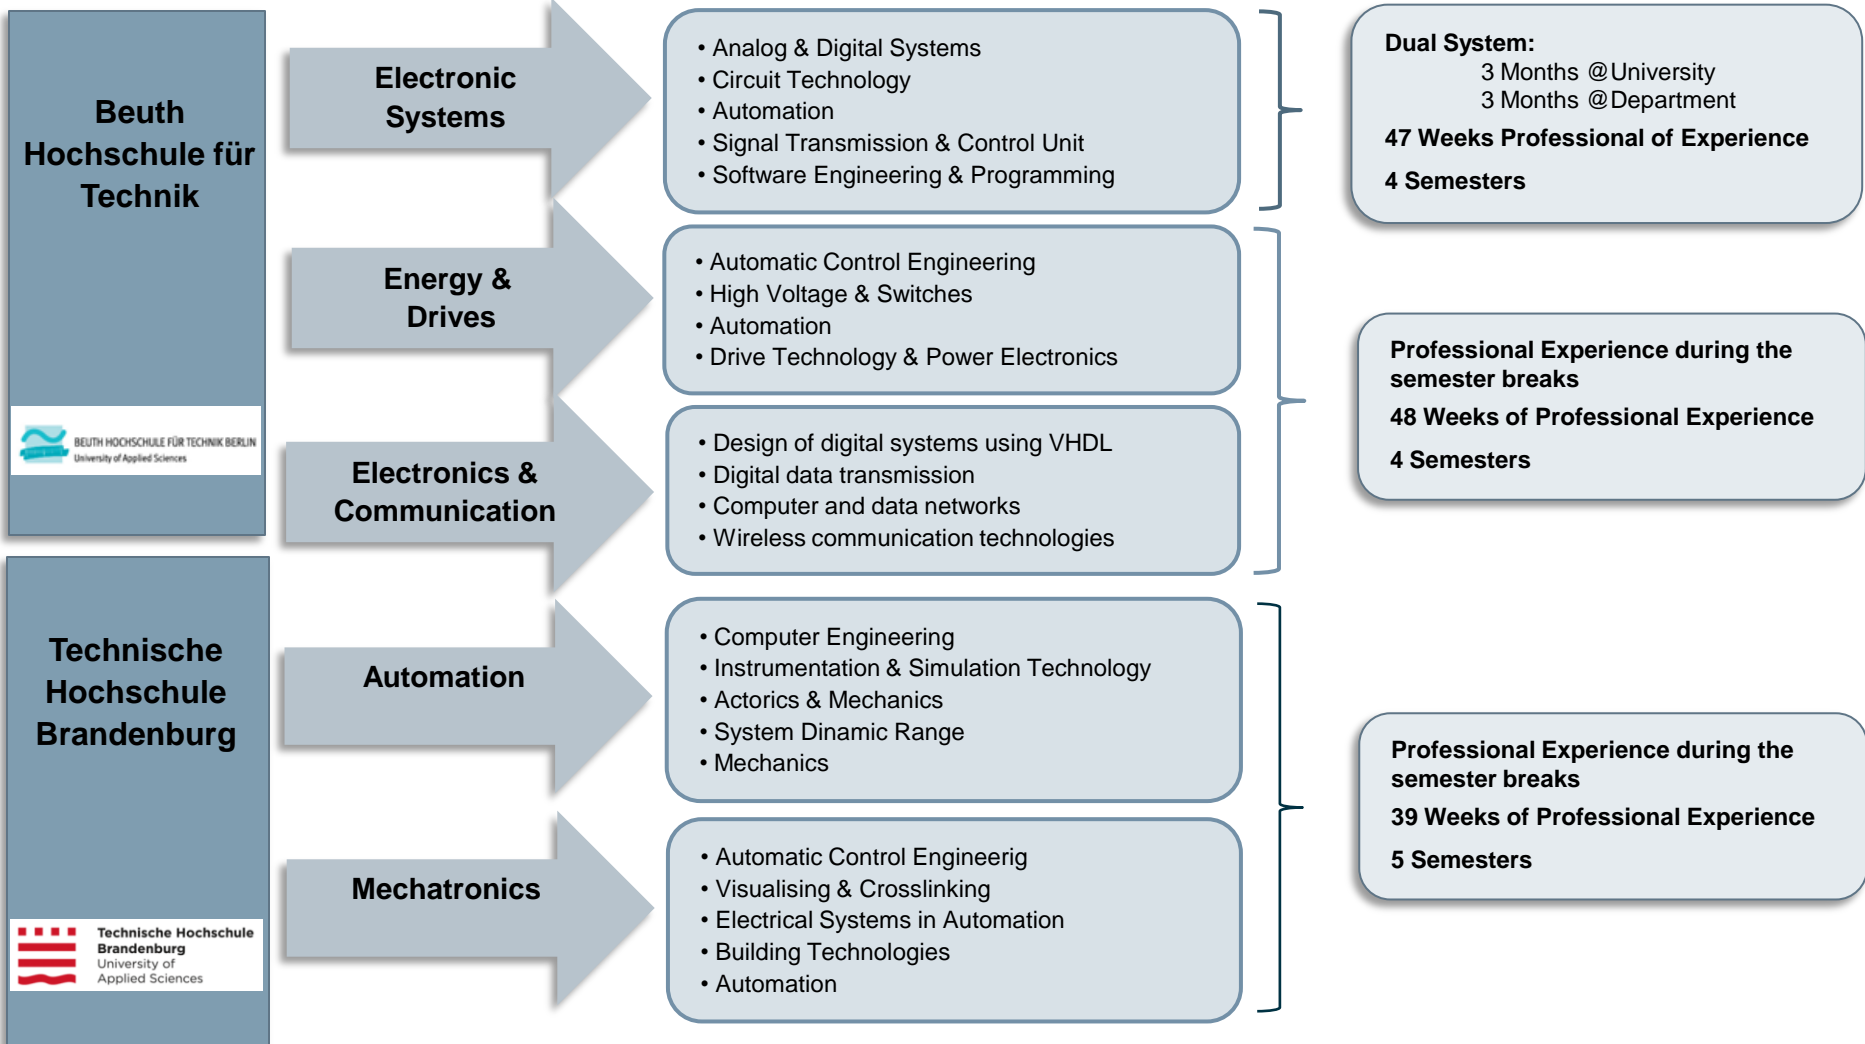 Beuth
Hochschule für
Technik
BEUTH HOCHSCHULE FÜR TECHNIK BERLIN
University of Applied Sciences
Electronic
Systems
• Analog & Digital Systems
• Circuit Technology
• Automation
• Signal Transmission & Control Unit
• Software Engineering & Programming
Dual System:
3 Months @University
3 Months @Department
47 Weeks Professional of Experience
4 Semesters
Energy &
Drives
• Automatic Control Engineering
• High Voltage & Switches
• Automation
• Drive Technology & Power Electronics
Electronics &
Communication
• Design of digital systems using VHDL
• Digital data transmission
• Computer and data networks
• Wireless communication technologies
Professional Experience during the
semester breaks
48 Weeks of Professional Experience
4 Semesters
Technische
Hochschule
Brandenburg
Technische Hochschule
Brandenburg
University of
Applied Sciences
Automation
• Computer Engineering
• Instrumentation & Simulation Technology
• Actorics & Mechanics
• System Dinamic Range
• Mechanics
Mechatronics
• Automatic Control Engineerig
• Visualising & Crosslinking
• Electrical Systems in Automation
• Building Technologies
• Automation
Professional Experience during the
semester breaks
39 Weeks of Professional Experience
5 Semesters